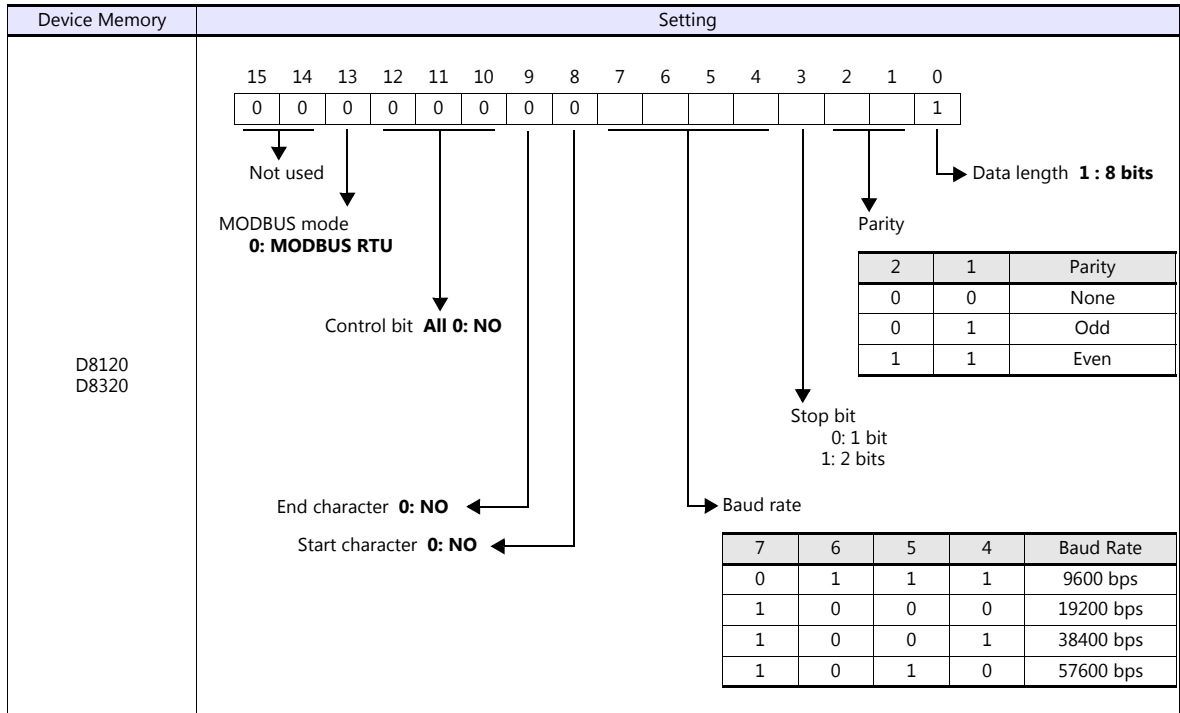 Device Memory Setting
15 14 13 12 11 10 9 8 7 6 5 4 3 2 1 0
0 0 0 0 0 0 0 0 1
Not used
Data length 1 : 8 bits
MODBUS mode
0: MODBUS RTU
Parity
2 1 Parity
0 0 None
0 1 Odd
1 1 Even
Control bit All 0: NO
D8120
D8320
Stop bit
0: 1 bit
1: 2 bits
End character 0: NO
Baud rate
Start character 0: NO
7 6 5 4 Baud Rate
0 1 1 1 9600 bps
1 0 0 0 19200 bps
1 0 0 1 38400 bps
1 0 1 0 57600 bps